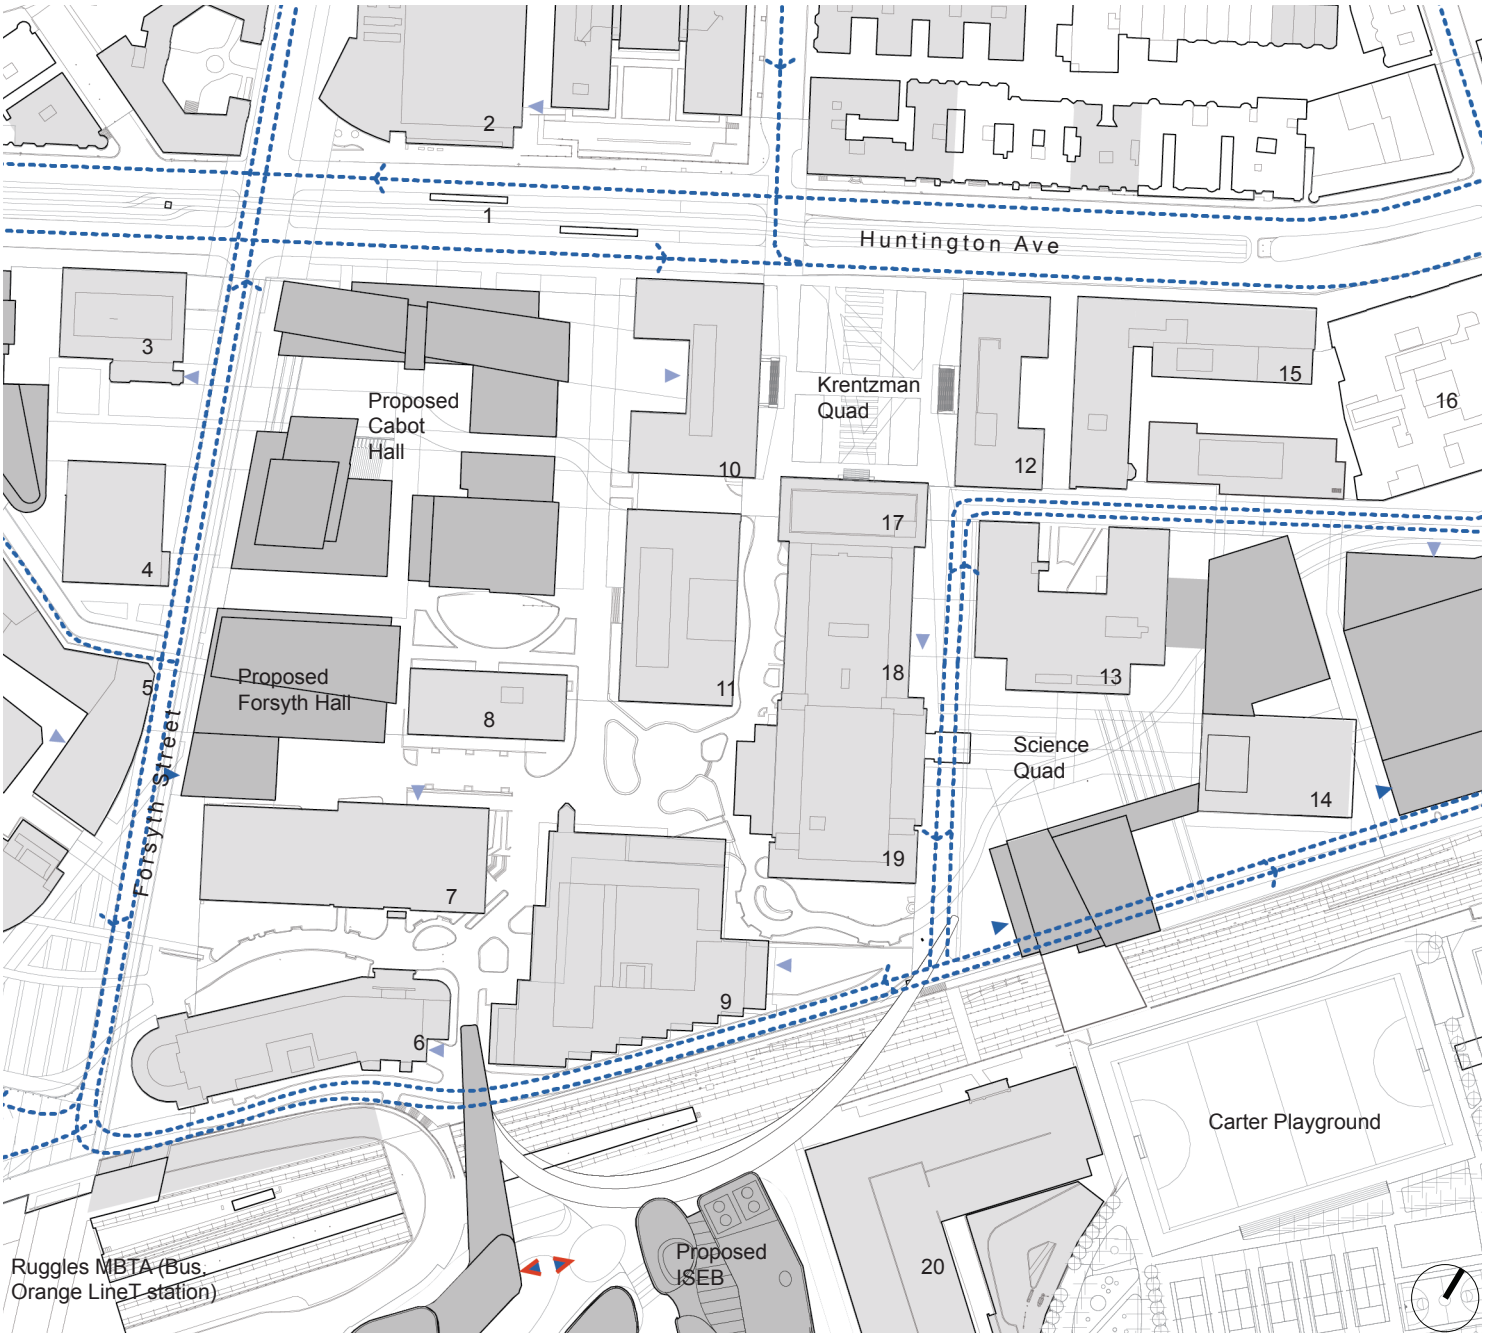 2
1
Huntington Ave
3
15
Krentzman
Quad
16
Proposed
Cabot
Hall
10
12
17
4
Proposed
Forsyth Hall
5
8
11
18
13
Forsyth Street
Science
Quad
14
7
19
9
6
Carter Playground
Proposed
ISEB
20
Ruggles MBTA (Bus,
Orange LineT station)